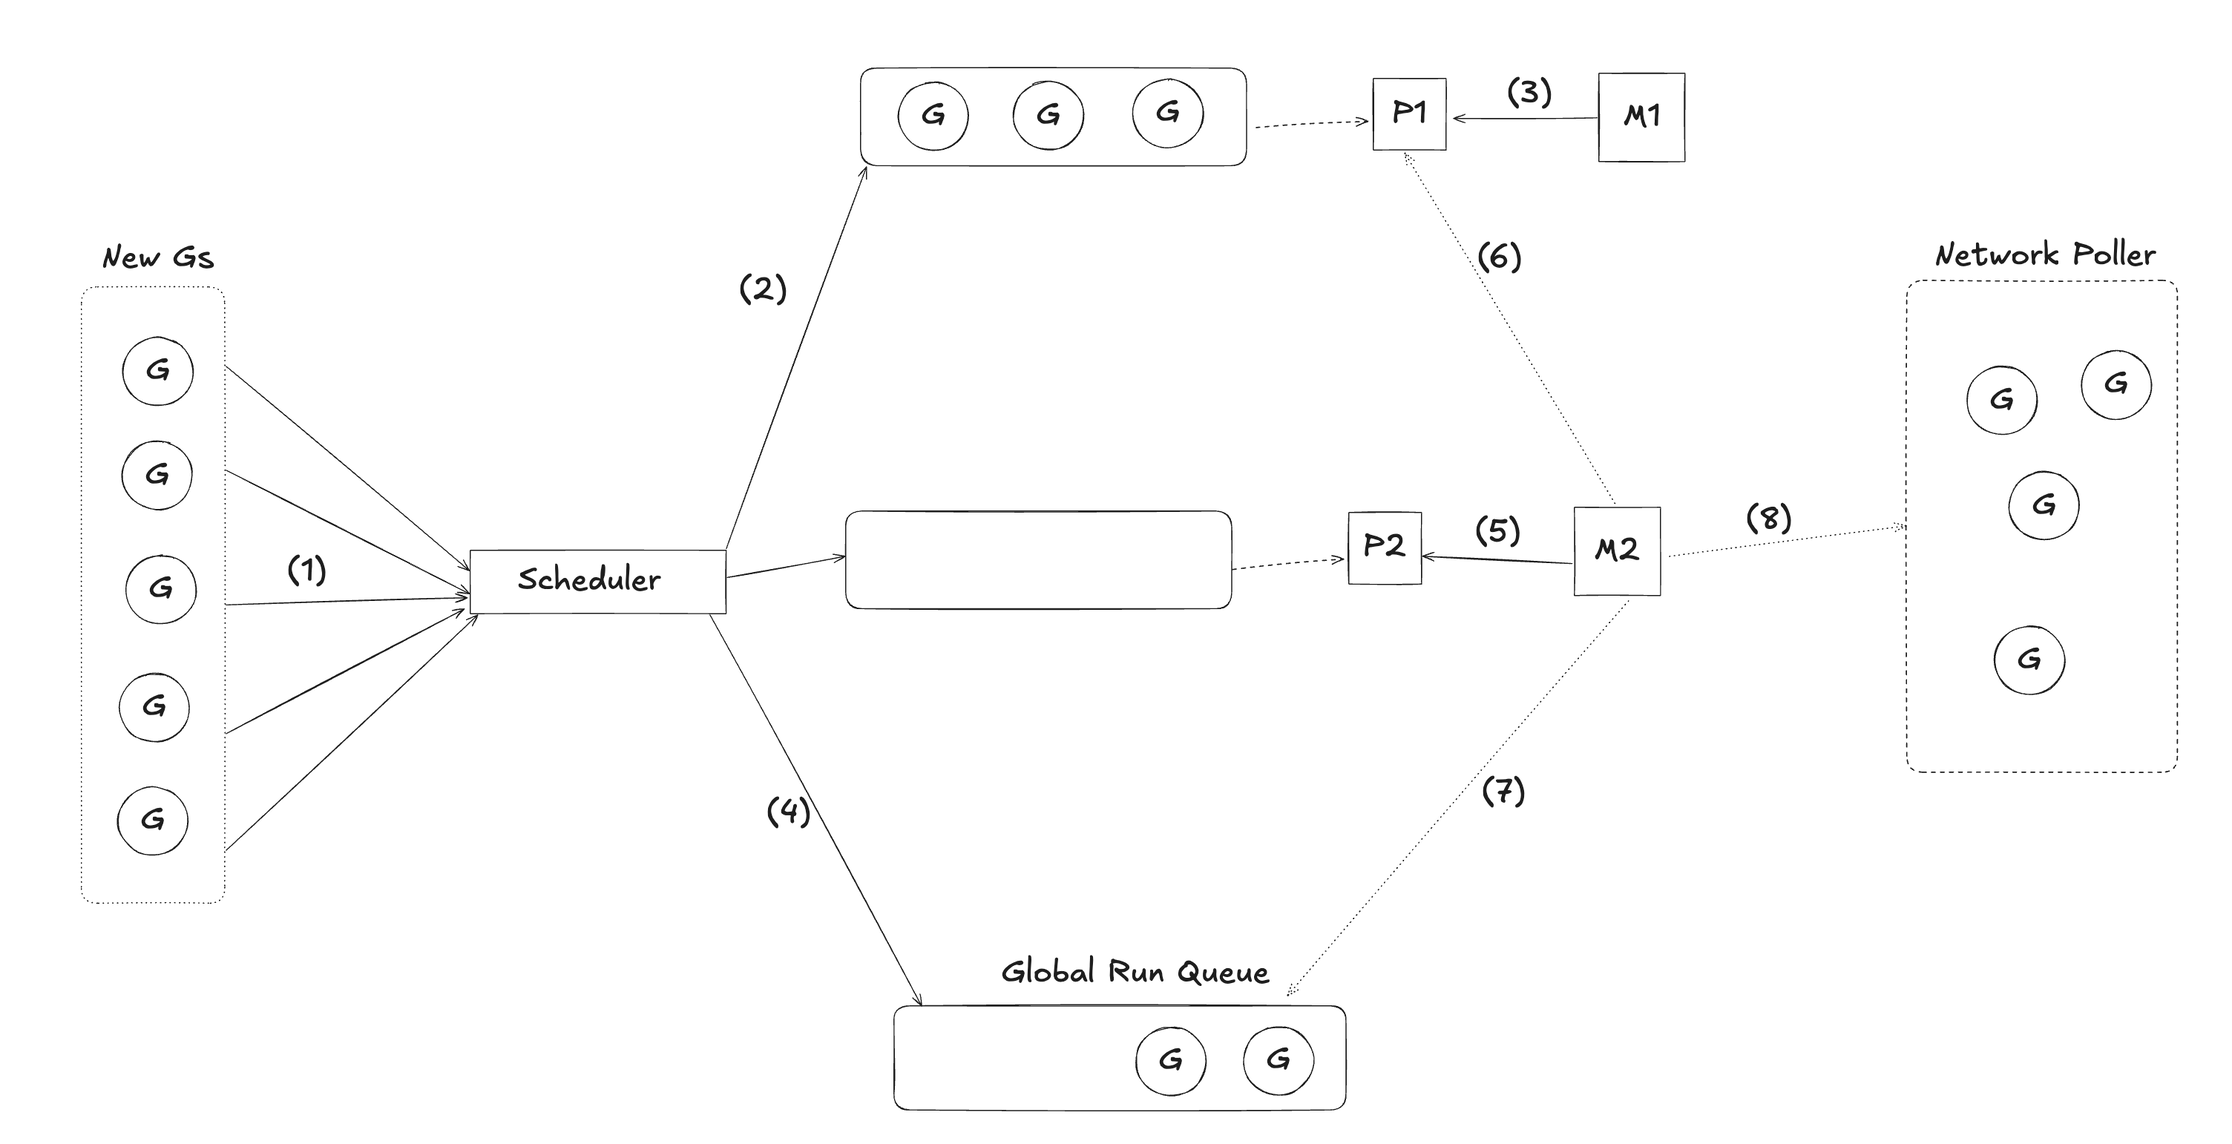 G
G
G
P1
(3)
M1
New Gs
(2)
(6)
Network Poller
G
G
G
G
G
G
(8)
(5)
M2
P2
(1)
Scheduler
G
G
G
(7)
(4)
G
Global Run Queue
G
G